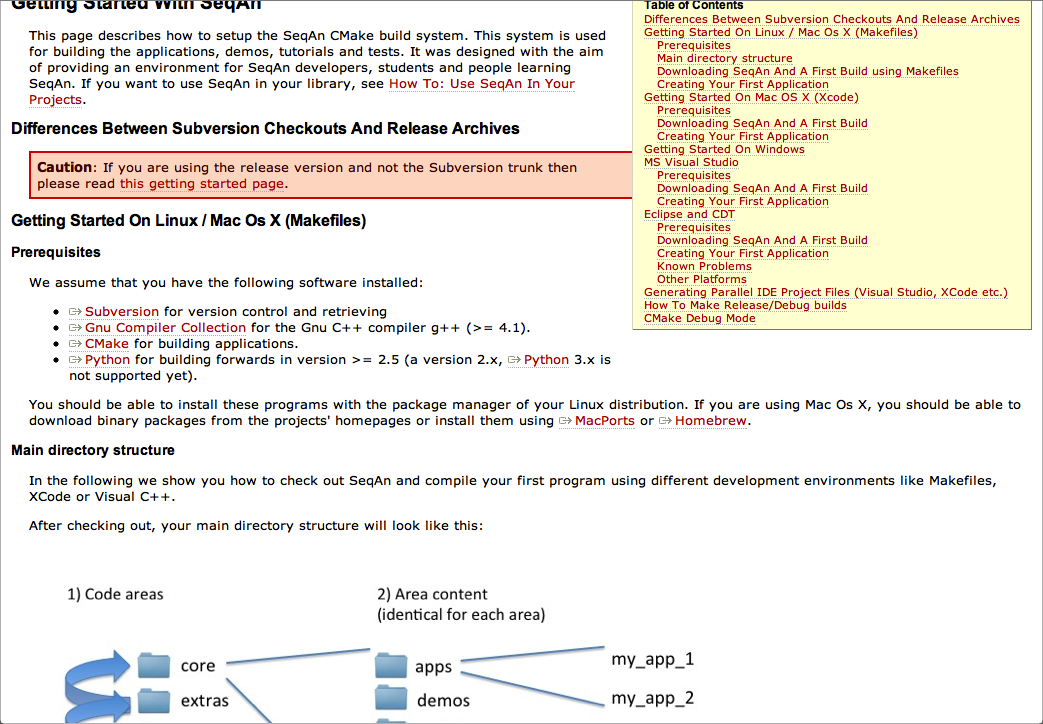 Getting Started With SeqAn
This page describes how to setup the SeqAn CMake build system. This system is used
for building the applications, demos, tutorials and tests. It was designed with the aim
of providing an environment for SeqAn developers, students and people learning
SeqAn. If you want to use SeqAn in your library, see How To: Use SeqAn In Your
Projects.
Differences Between Subversion Checkouts And Release Archives
Caution: If you are using the release version and not the Subversion trunk then
please read this getting started page.
Getting Started On Linux / Mac Os X (Makefiles)
Prerequisites
We assume that you have the following software installed:
Subversion for version control and retrieving
Gnu Compiler Collection for the Gnu C++ compiler g++ (>= 4.1).
CMake for building applications.
Python for building forwards in version >= 2.5 (a version 2.x, Python 3.x is
not supported yet).
Table of Contents
Differences Between Subversion Checkouts And Release Archives
Getting Started On Linux / Mac Os X (Makefiles)
Prerequisites
Main directory structure
Downloading SeqAn And A First Build using Makefiles
Creating Your First Application
Getting Started On Mac OS X (Xcode)
Prerequisites
Downloading SeqAn And A First Build
Creating Your First Application
Getting Started On Windows
MS Visual Studio
Prerequisites
Downloading SeqAn And A First Build
Creating Your First Application
Eclipse and CDT
Prerequisites
Downloading SeqAn And A First Build
Creating Your First Application
Known Problems
Other Platforms
Generating Parallel IDE Project Files (Visual Studio, XCode etc.)
How To Make Release/Debug builds
CMake Debug Mode
You should be able to install these programs with the package manager of your Linux distribution. If you are using Mac Os X, you should be able to
download binary packages from the projects' homepages or install them using MacPorts or Homebrew.
Main directory structure
In the following we show you how to check out SeqAn and compile your first program using different development environments like Makefiles,
XCode or Visual C++.
After checking out, your main directory structure will look like this:
1) Code areas
2) Area content
(identical for each area)
core
apps
my_app_1
extras
demos
my_app_2